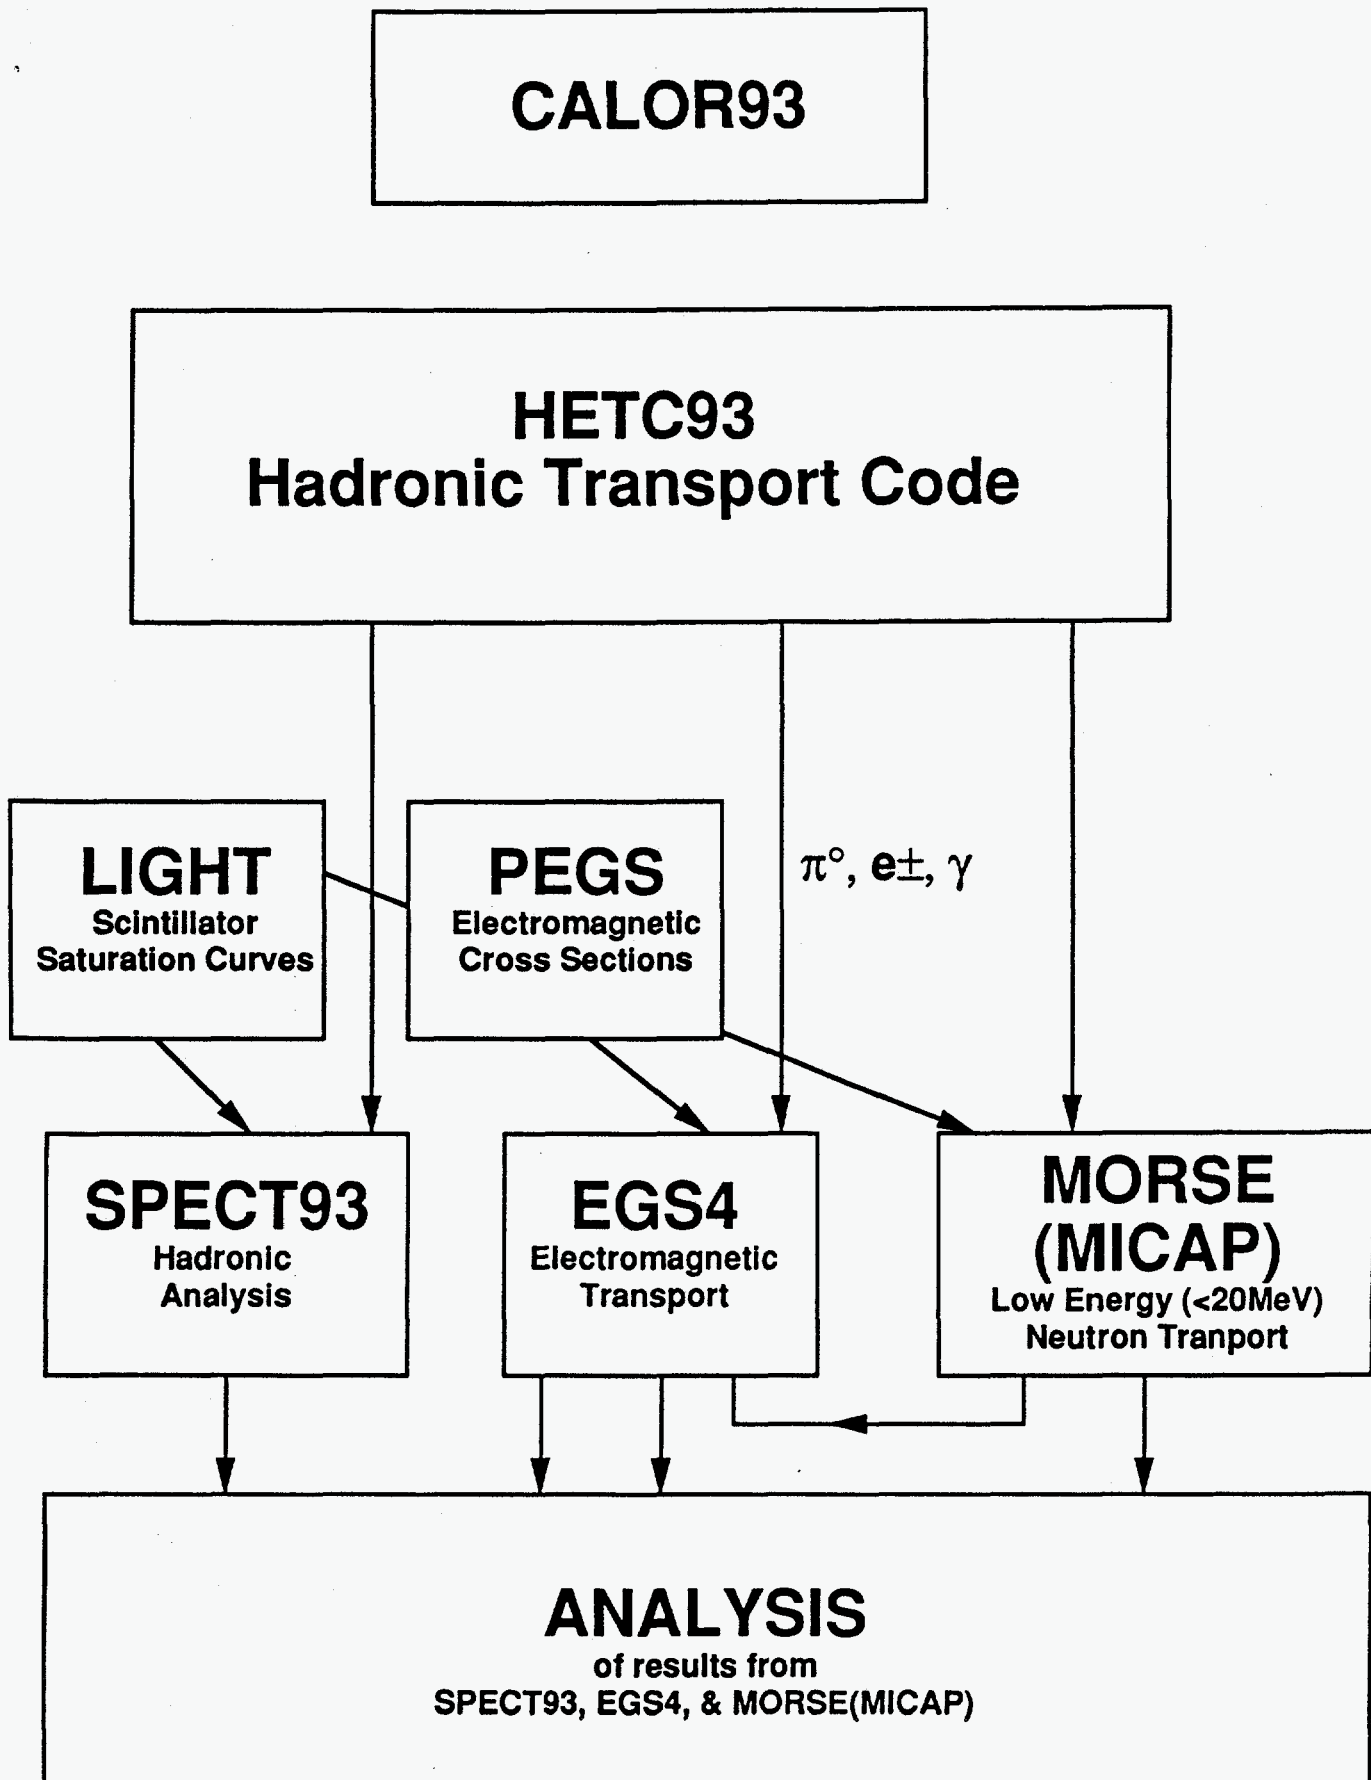 CALOR93
HETC93
Hadronic Transport Code
LIGHT
Scintillator
Saturation Curves
PEGS
Electromagnetic
Cross Sections
π°, e±, γ
SPECT93
Hadronic
Analysis
EGS4
Electromagnetic
Transport
MORSE
(MICAP)
Low Energy (<20MeV)
Neutron Tranport
ANALYSIS
of results from
SPECT93, EGS4, & MORSE(MICAP)